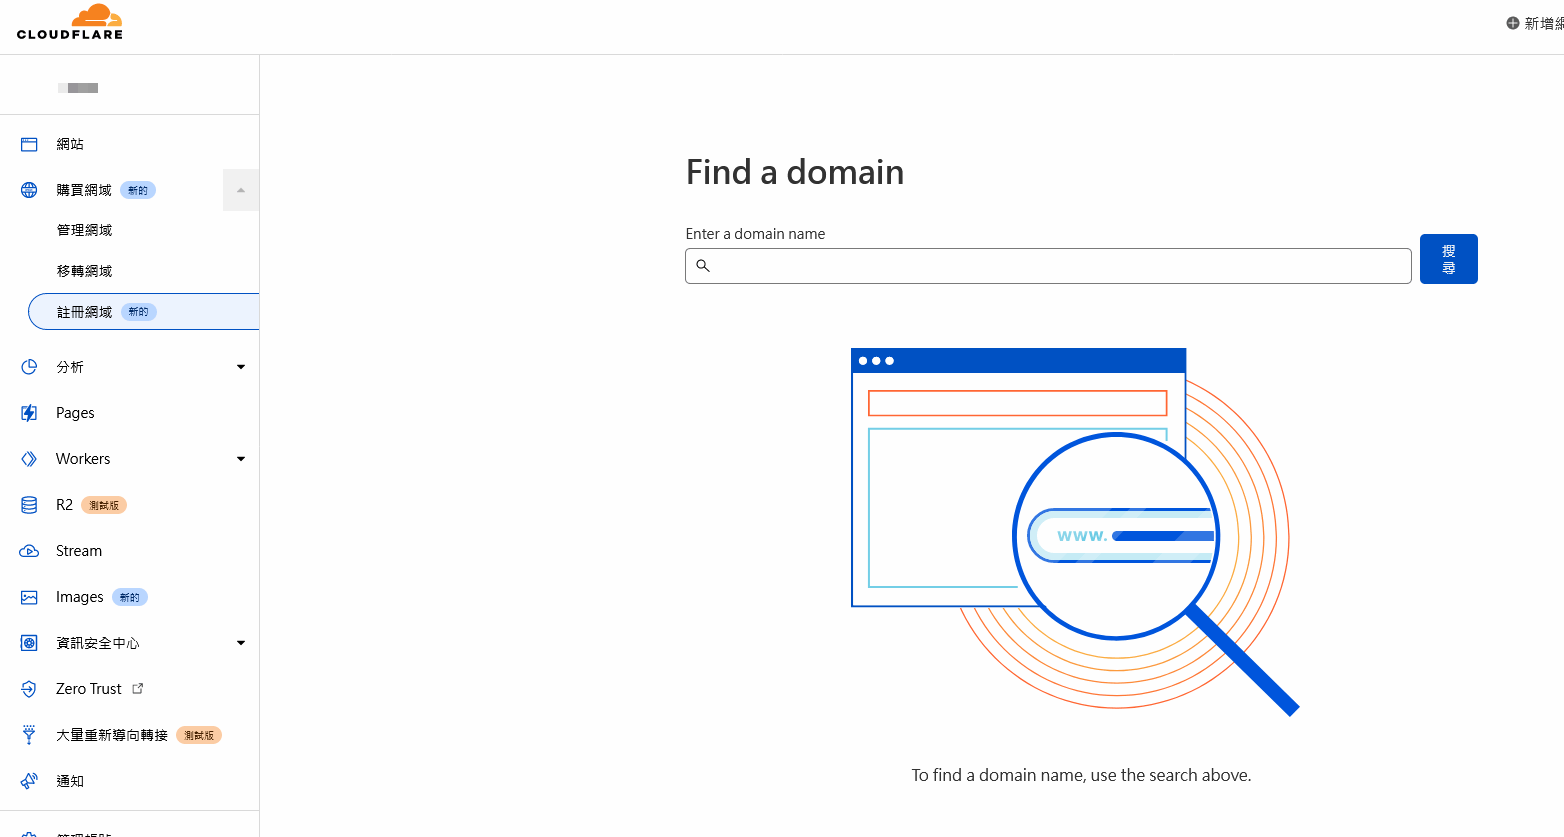 CLOUDFLARE
新增
網站
購買網域 新的
管理網域
移轉網域
註冊網域 新的
分析
Pages
Workers
R2 測試版
Stream
Images 新的
資訊安全中心
Zero Trust
大量重新導向轉接 測試版
通知
Find a domain
Enter a domain name
搜
尋
www.
To find a domain name, use the search above.